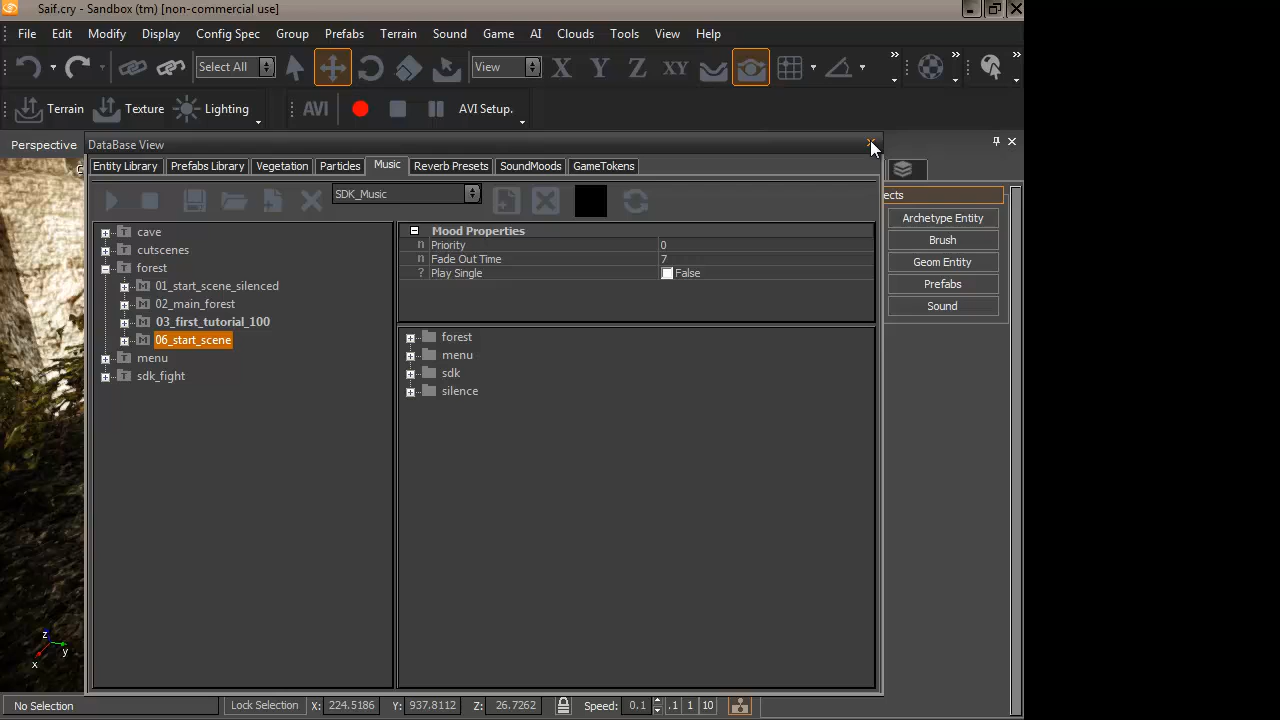 Saif.cry - Sandbox (tm) [non-commercial use]
File Edit Modify Display Config Spec Group Prefabs Terrain Sound Game AI Clouds Tools View Help
Select All View X Y Z XY » » »
Terrain Texture Lighting AVI AVI Setup.
Perspective DataBase View
Entity Library Prefabs Library Vegetation Particles Music Reverb Presets SoundMoods GameTokens
SDK_Music ects
Archetype Entity
Brush
Geom Entity
Prefabs
Sound
cave
cutscenes
forest
01_start_scene_silenced
02_main_forest
03_first_tutorial_100
06_start_scene
menu
sdk_fight
Mood Properties
n Priority 0
n Fade Out Time 7
? Play Single False
forest
menu
sdk
silence
z
x y
No Selection Lock Selection X: 224.5186 Y: 937.8112 Z: 26.7262 Speed: 0.1 .1 1 10